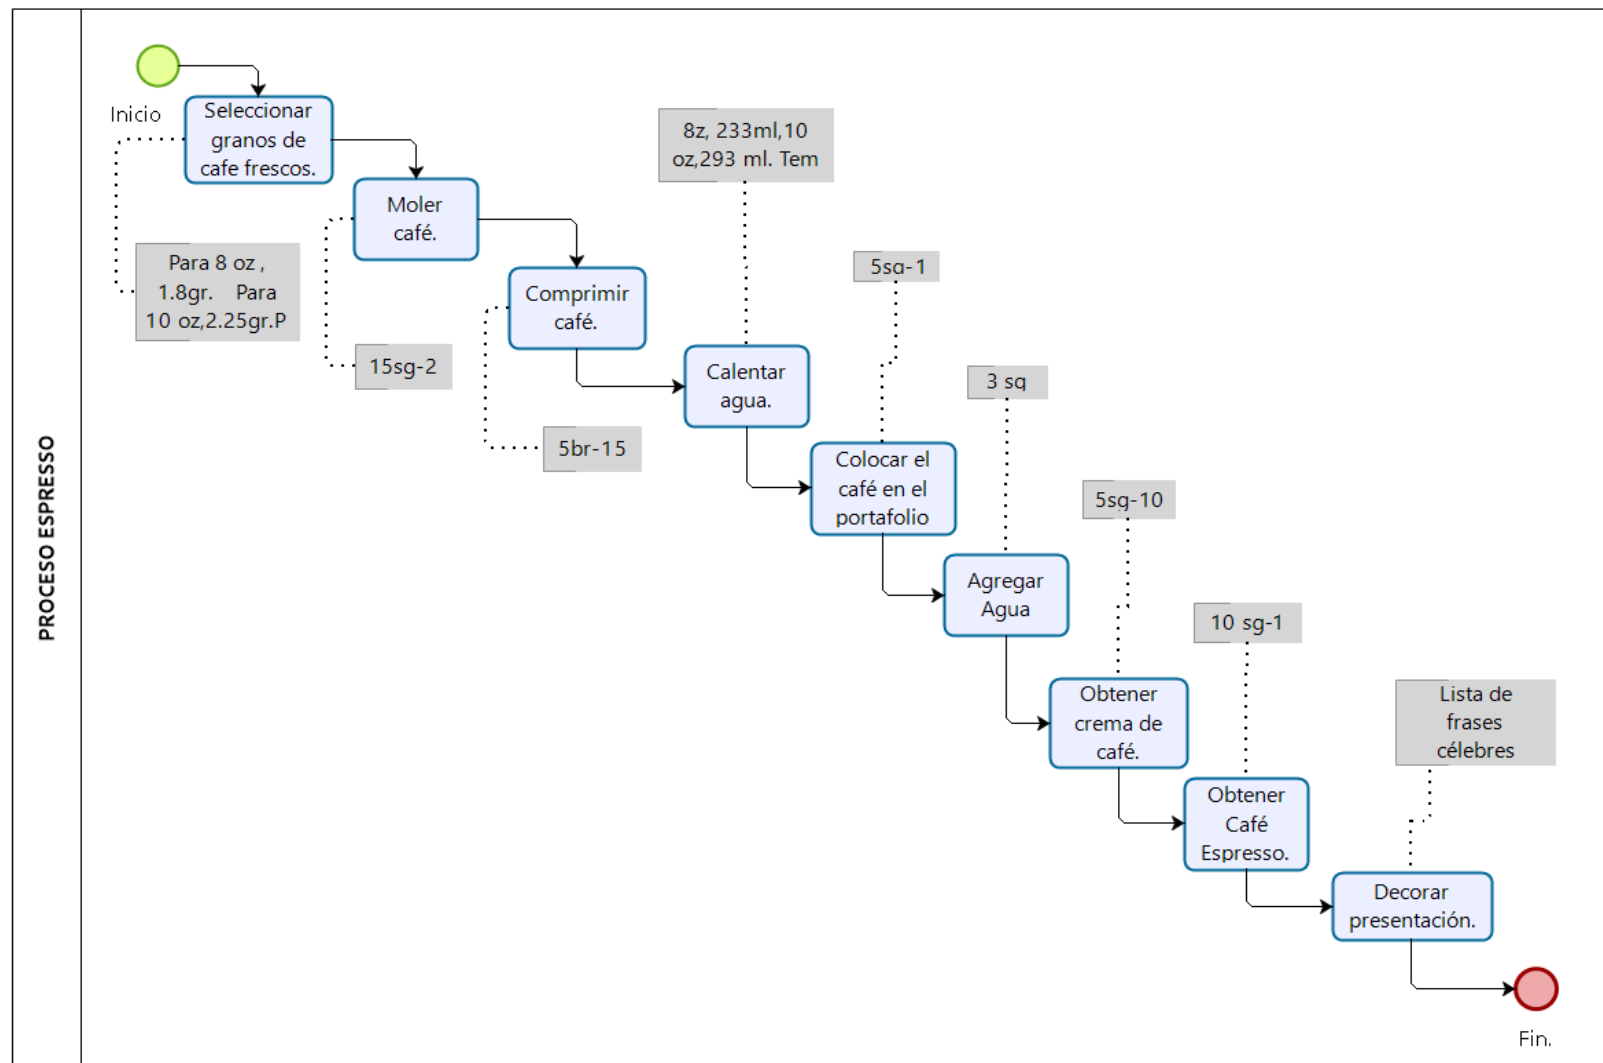 PROCESO ESPRESSO
Inicio
Seleccionar
granos de
cafe frescos.
Para 8 oz ,
1.8gr. Para
10 oz,2.25gr.P
Moler
café.
15sg-2
Comprimir
café.
5br-15
8z, 233ml,10
oz,293 ml. Tem
Calentar
agua.
5sg-1
Colocar el
café en el
portafolio
3 sg
Agregar
Agua
5sg-10
Obtener
crema de
café.
10 sg-1
Obtener
Café
Espresso.
Lista de
frases
célebres
Decorar
presentación.
Fin.